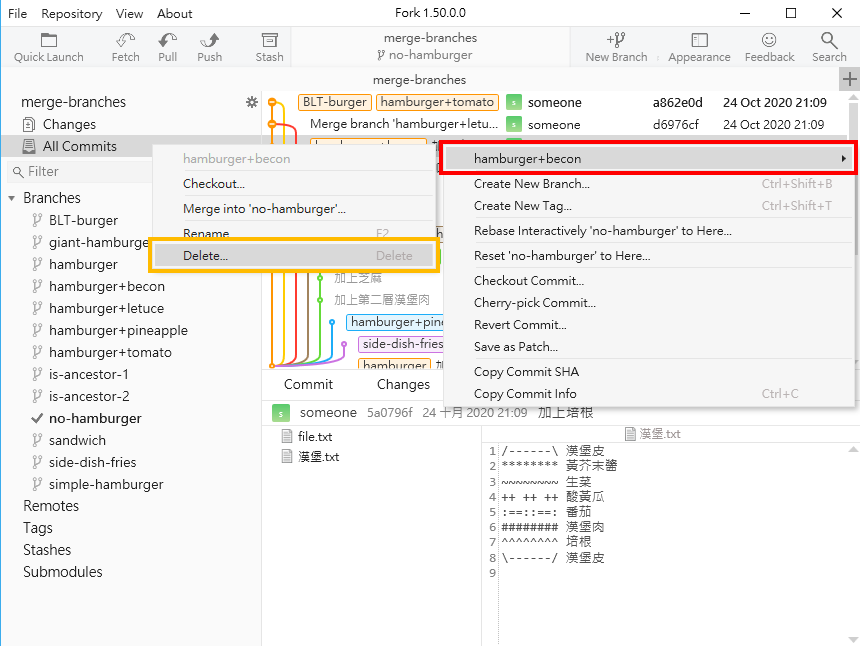 File Repository View About
Fork 1.50.0.0
Quick Launch
Fetch
Pull
Push
Stash
merge-branches
no-hamburger
New Branch
Appearance
Feedback
Search
merge-branches
merge-branches
Changes
All Commits
Filter
Branches
BLT-burger
giant-hamburge
hamburger
hamburger+becon
hamburger+letuce
hamburger+pineapple
hamburger+tomato
is-ancestor-1
is-ancestor-2
no-hamburger
sandwich
side-dish-fries
simple-hamburger
Remotes
Tags
Stashes
Submodules
BLT-burger hamburger+tomato s someone a862e0d 24 Oct 2020 21:09
Merge branch 'hamburger+letu... s someone d6976cf 24 Oct 2020 21:09
hamburger+becon
Checkout...
Merge into 'no-hamburger'...
Rename F2
Delete... Delete
加上芝麻
加上第二層漢堡肉
hamburger+pin
side-dish-fries
hamburger 加
hamburger+becon
Create New Branch... Ctrl+Shift+B
Create New Tag... Ctrl+Shift+T
Rebase Interactively 'no-hamburger' to Here...
Reset 'no-hamburger' to Here...
Checkout Commit...
Cherry-pick Commit...
Revert Commit...
Save as Patch...
Copy Commit SHA
Copy Commit Info Ctrl+C
Commit Changes
s someone 5a0796f 24 十月 2020 21:09 加上培根
file.txt
漢堡.txt
漢堡.txt
1 /------\ 漢堡皮
2 ******** 黃芥末醬
3 ~~~~~~~~ 生菜
4 ++ ++ ++ 酸黃瓜
5 :==::==: 番茄
6 ######## 漢堡肉
7 ^^^^^^^^ 培根
8 \------/ 漢堡皮
9